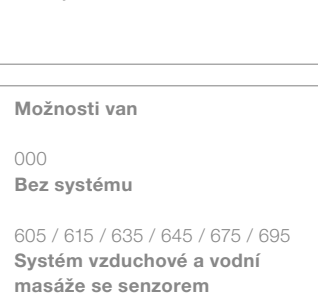 Možnosti van
000
Bez systému
605 / 615 / 635 / 645 / 675 / 695
Systém vzduchové a vodní
masáže se senzorem